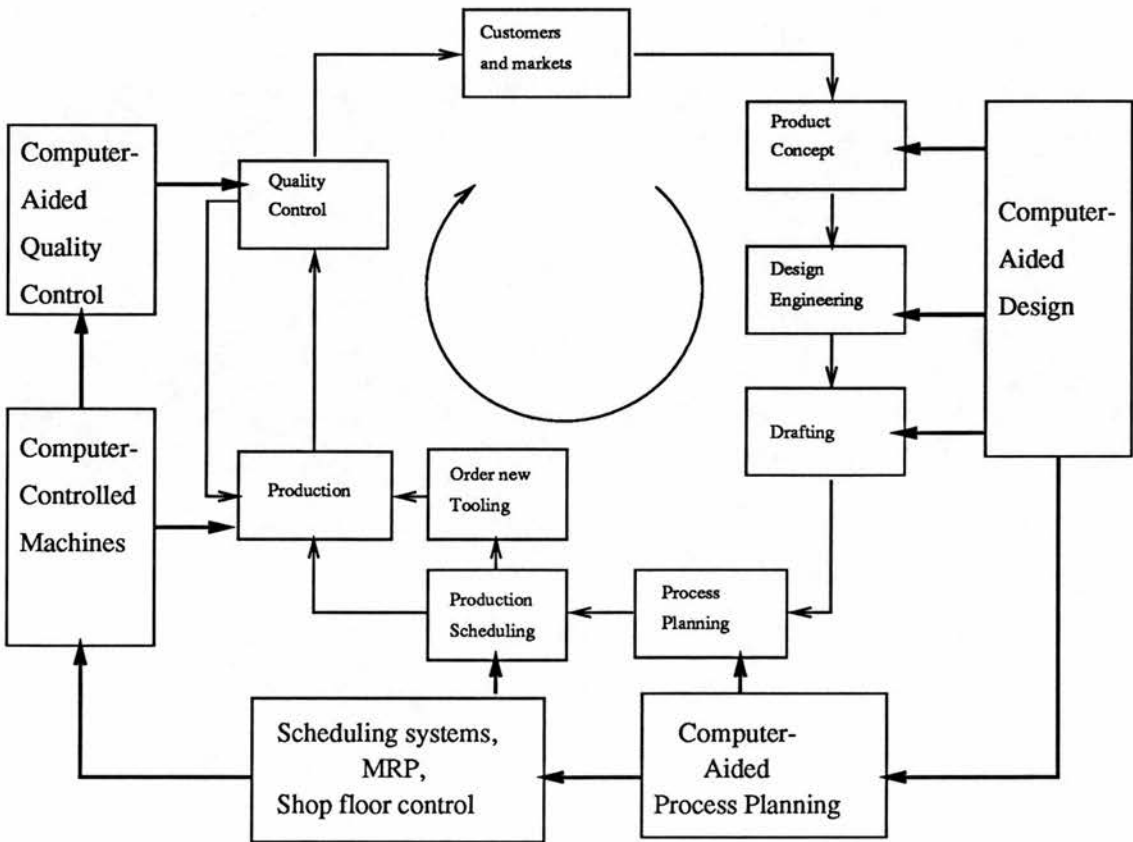 Customers
and markets
Product
Concept
Computer-
Aided
Quality
Control
Quality
Control
Computer-
Aided
Design
Design
Engineering
Drafting
Computer-
Controlled
Machines
Production
Order new
Tooling
Production
Scheduling
Process
Planning
Scheduling systems,
MRP,
Shop floor control
Computer-
Aided
Process Planning